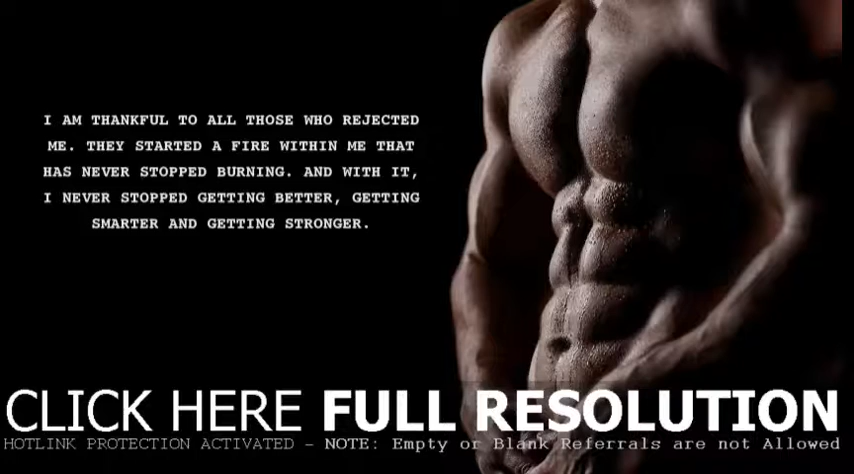 I AM THANKFUL TO ALL THOSE WHO REJECTED
ME. THEY STARTED A FIRE WITHIN ME THAT
HAS NEVER STOPPED BURNING. AND WITH IT,
I NEVER STOPPED GETTING BETTER, GETTING
SMARTER AND GETTING STRONGER.
CLICK HERE FULL RESOLUTION
HOTLINK PROTECTION ACTIVATED – NOTE: Empty or Blank Referrals are not Allowed